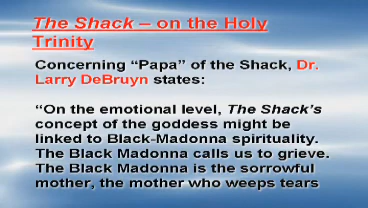 The Shack – on the Holy
Trinity
Concerning “Papa” of the Shack, Dr.
Larry DeBruyn states:
“On the emotional level, The Shack’s
concept of the goddess might be
linked to Black-Madonna spirituality.
The Black Madonna calls us to grieve.
The Black Madonna is the sorrowful
mother, the mother who weeps tears